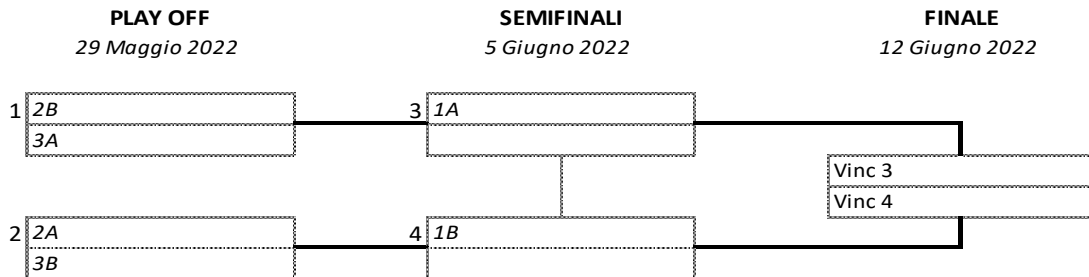 PLAY OFF SEMIFINALI FINALE
29 Maggio 2022 5 Giugno 2022 12 Giugno 2022
1 2B 3 1A
3A
Vinc 3
Vinc 4
2 2A 4 1B
3B